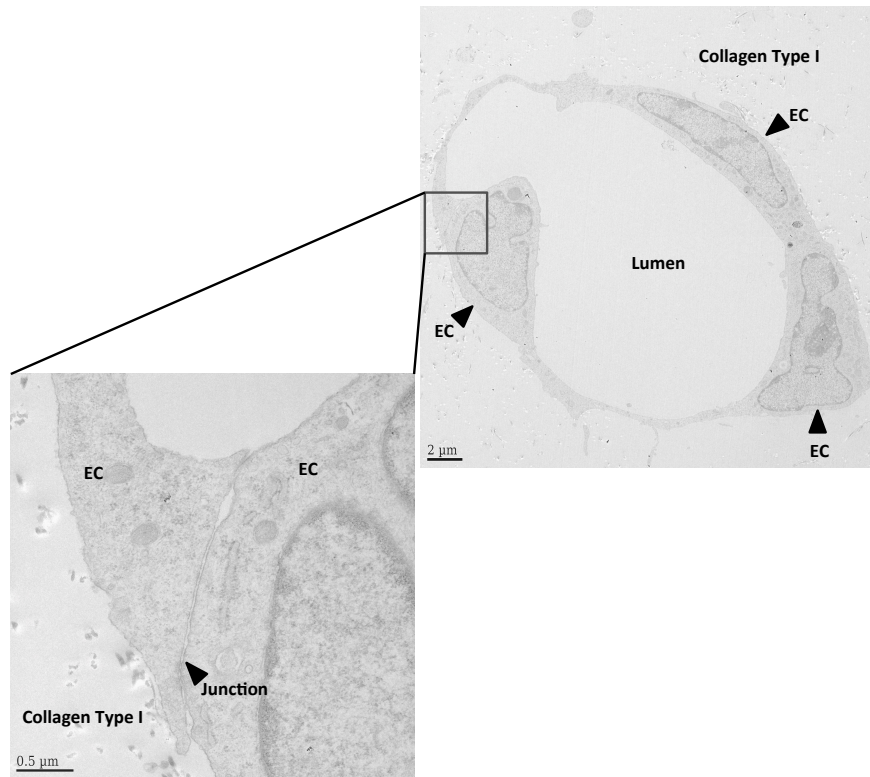 Collagen Type I
EC
Lumen
EC
2 μm
EC
EC
EC
Junction
Collagen Type I
0.5 μm